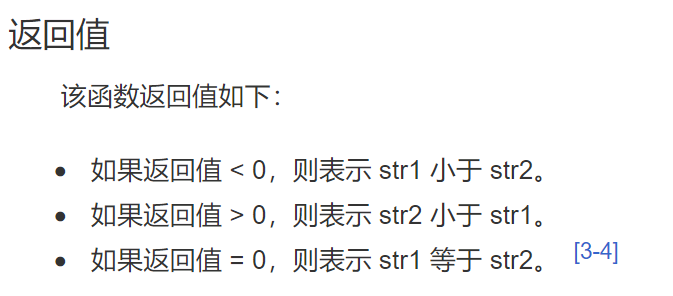 返回值
该函数返回值如下：
• 如果返回值 < 0，则表示 str1 小于 str2。
• 如果返回值 > 0，则表示 str2 小于 str1。
• 如果返回值 = 0，则表示 str1 等于 str2。 [3-4]